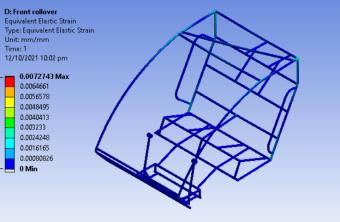 D: Front rollover
Equivalent Elastic Strain
Type: Equivalent Elastic Strain
Unit: mm/mm
Time: 1
12/10/2021 10:02 pm
0.0072743 Max
0.0064661
0.0056578
0.0048495
0.0040413
0.003233
0.0024248
0.0016165
0.00080826
0 Min